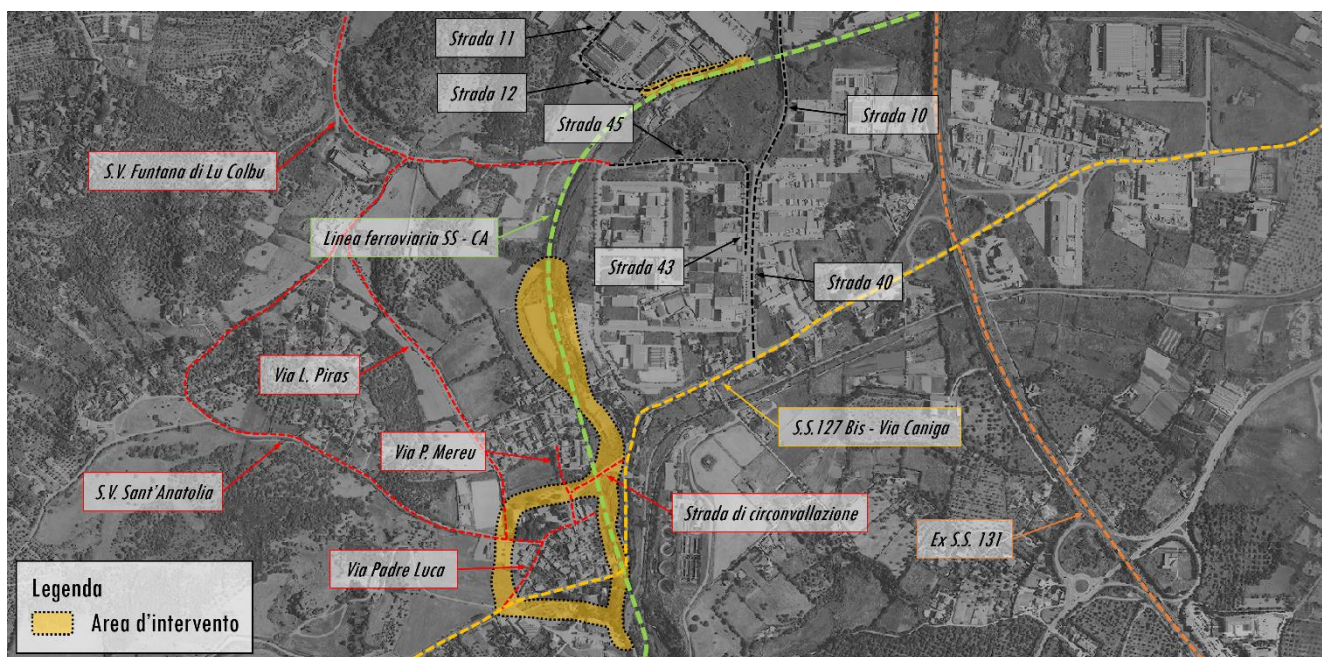 Strada 11
Strada 12
Strada 45
Strada 10
S.V. Funtana di Lu Colbu
Linea ferroviaria SS - CA
Strada 43
Strada 40
Via L. Piras
S.S.127 Bis - Via Caniga
Via P. Mereu
S.V. Sant'Anatolia
Strada di circonvallazione
Ex S.S. 131
Via Padre Luca
Legenda
Area d'intervento